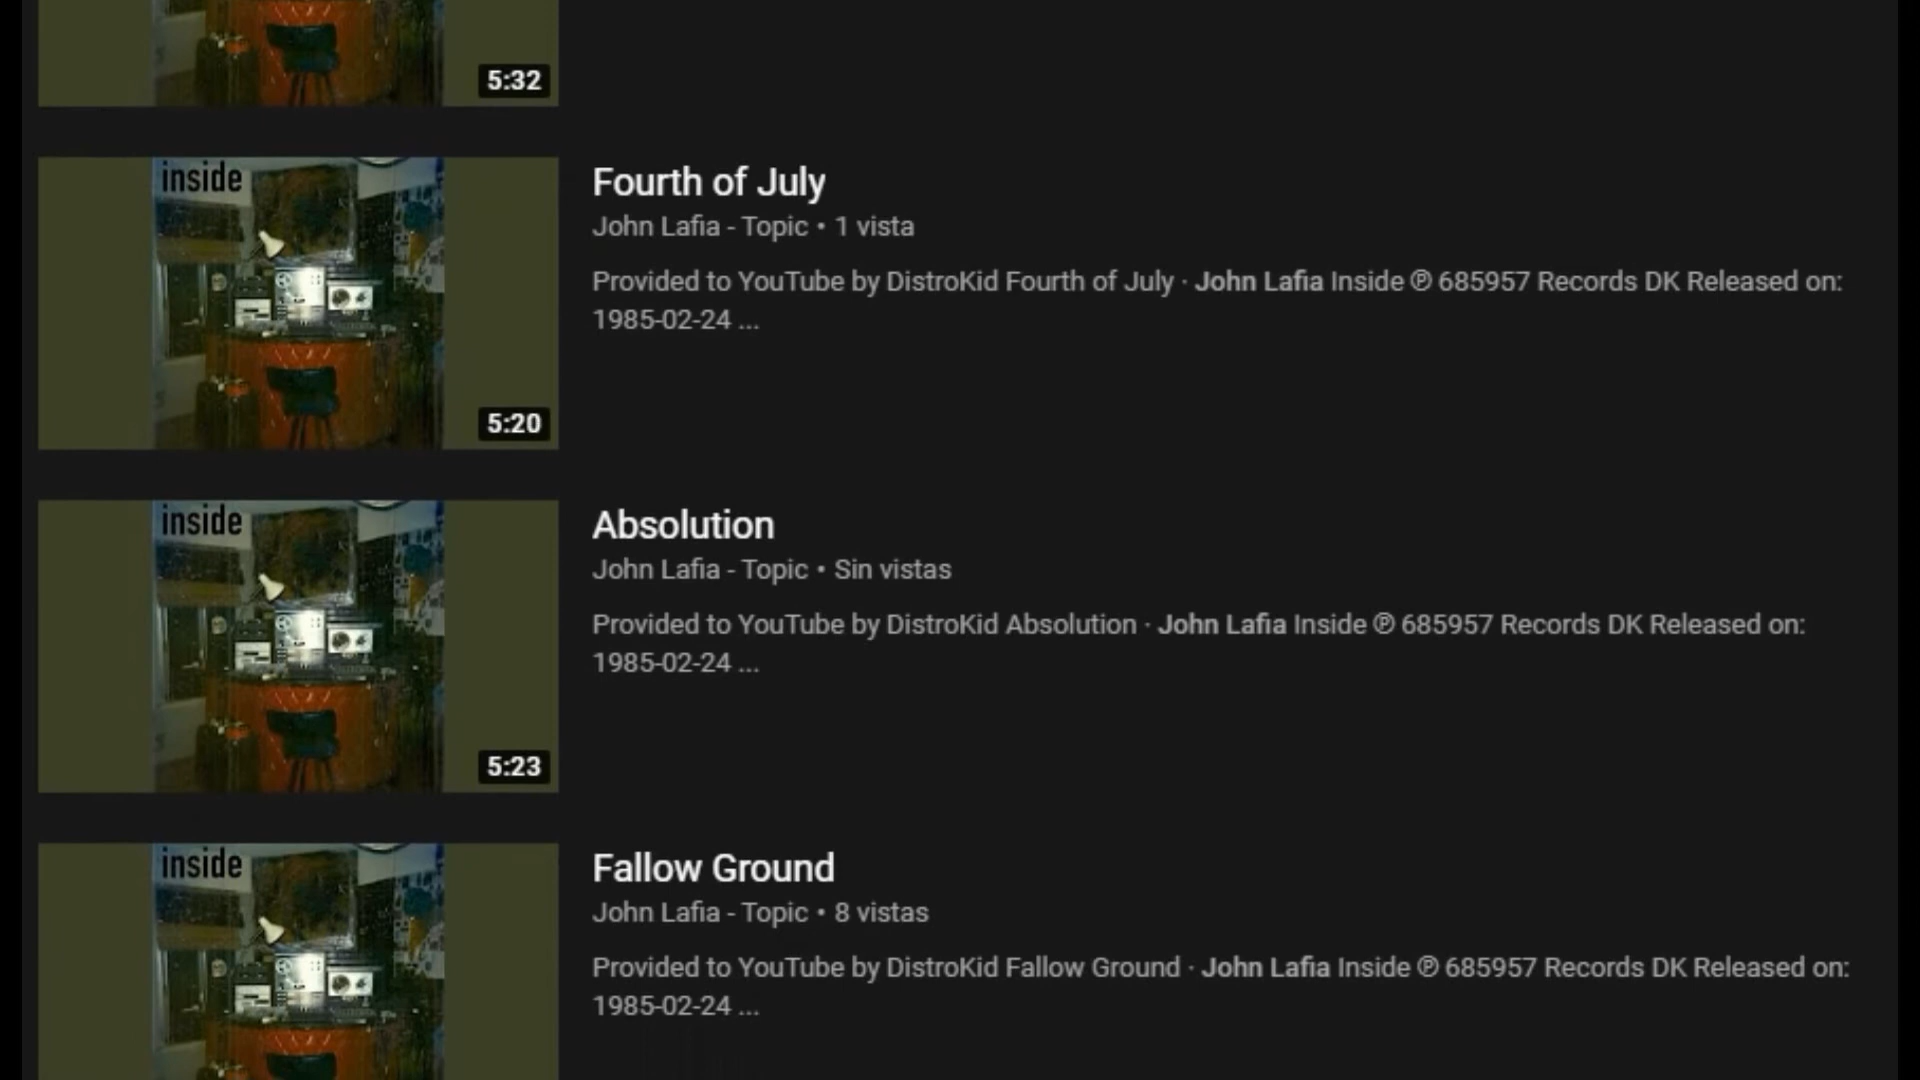 5:32
inside
5:20
Fourth of July
John Lafia - Topic • 1 vista
Provided to YouTube by DistroKid Fourth of July · John Lafia Inside ℗ 685957 Records DK Released on:
1985-02-24 ...
inside
5:23
Absolution
John Lafia - Topic • Sin vistas
Provided to YouTube by DistroKid Absolution · John Lafia Inside ℗ 685957 Records DK Released on:
1985-02-24 ...
inside
Fallow Ground
John Lafia - Topic • 8 vistas
Provided to YouTube by DistroKid Fallow Ground · John Lafia Inside ℗ 685957 Records DK Released on:
1985-02-24 ...